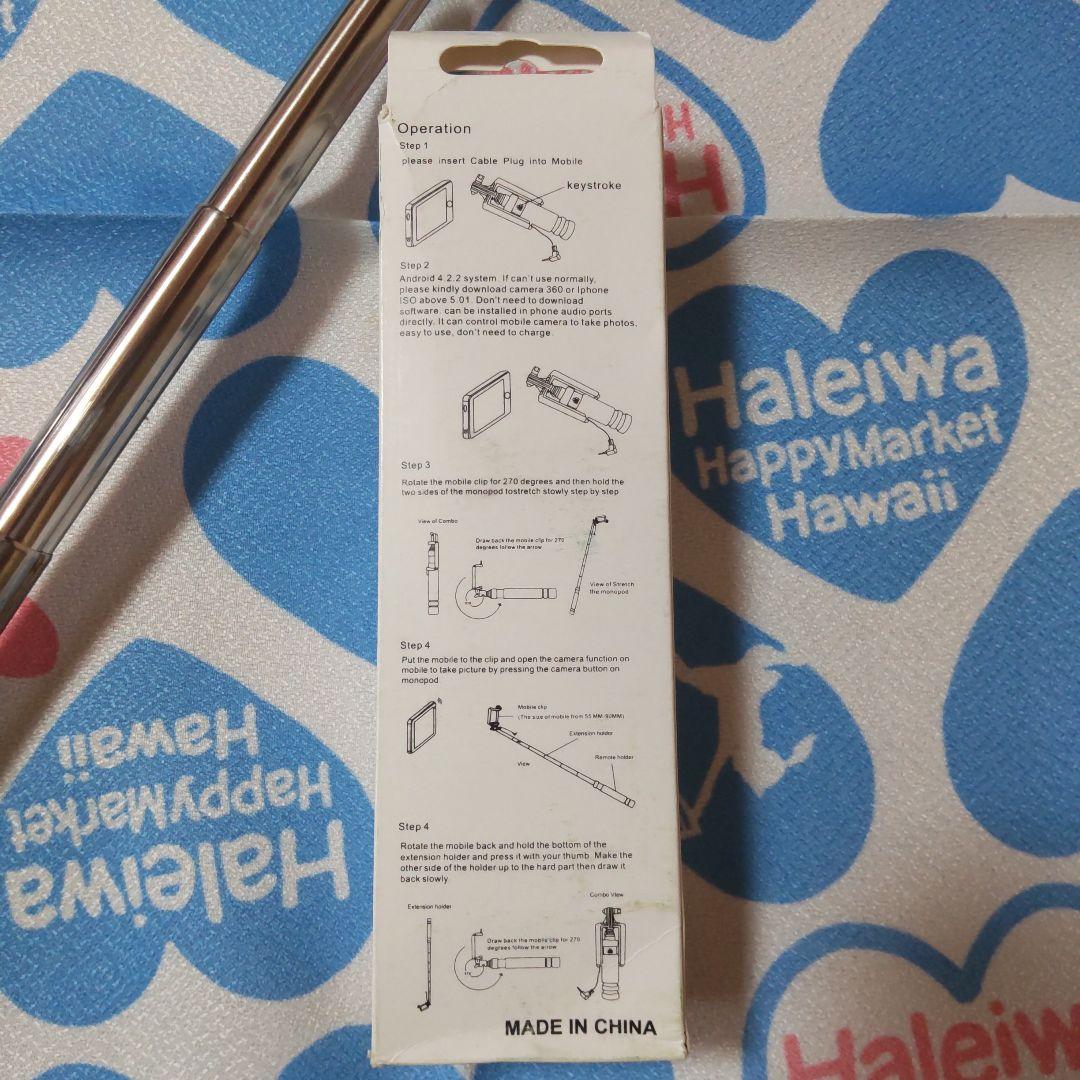 Operation
Step 1
please insert Cable Plug into Mobile
keystroke
Step 2
Android 4.2.2 system. If can't use normally,
please kindly download camera 360 or Iphone
ISO above 5.01. Don't need to download
software. can be installed in phone audio ports
directly. It can control mobile camera to take photos.
easy to use, don't need to charge.
Step 3
Rotate the mobile clip for 270 degrees and then hold the
two sides of the monopod tostretch stowly step by step
View of Combo
Draw back the mobile clip for 270
degrees follow the arrow
View of Stretch
the monopod
Step 4
Put the mobile to the clip and open the camera function on
mobile to take picture by pressing the camera button on
monopod
Mobile clip
(The size of mobile from 55 MM-90MM)
Extension holder
View
Remote holder
Step 4
Rotate the mobile back and hold the bottom of the
extension holder and press it with your thumb. Make the
other side of the holder up to the hard part then draw it
back slowly.
Combo View
Extension holder
Draw back the mobile clip for 270
degrees follow the arrow
MADE IN CHINA
Haleiwa
HappyMarket
Hawaii
Haleiwa
HappyMarket
Hawaii
Haleiw
H
H